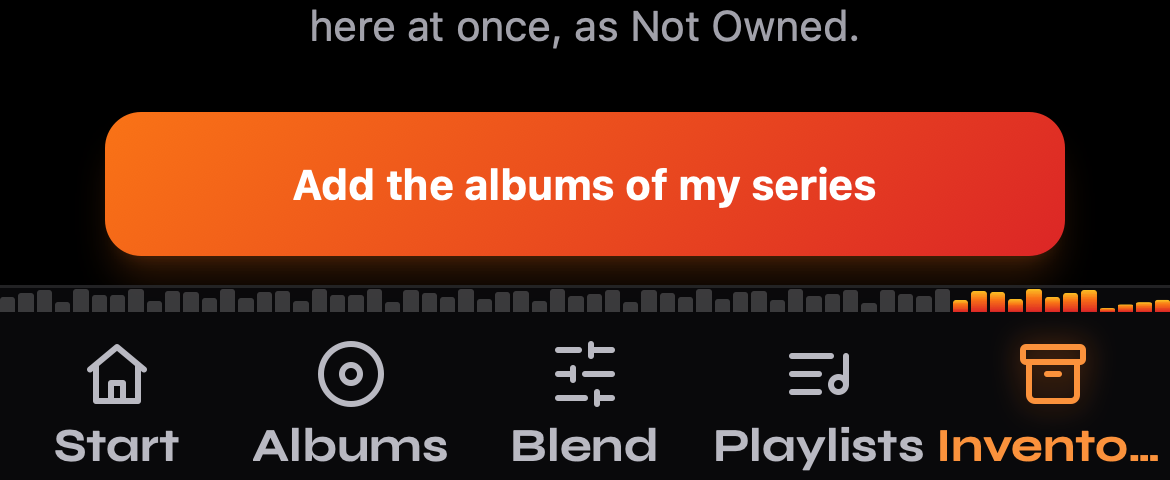 here at once, as Not Owned.
Add the albums of my series
Start
Albums
Blend
Playlists
Invento...